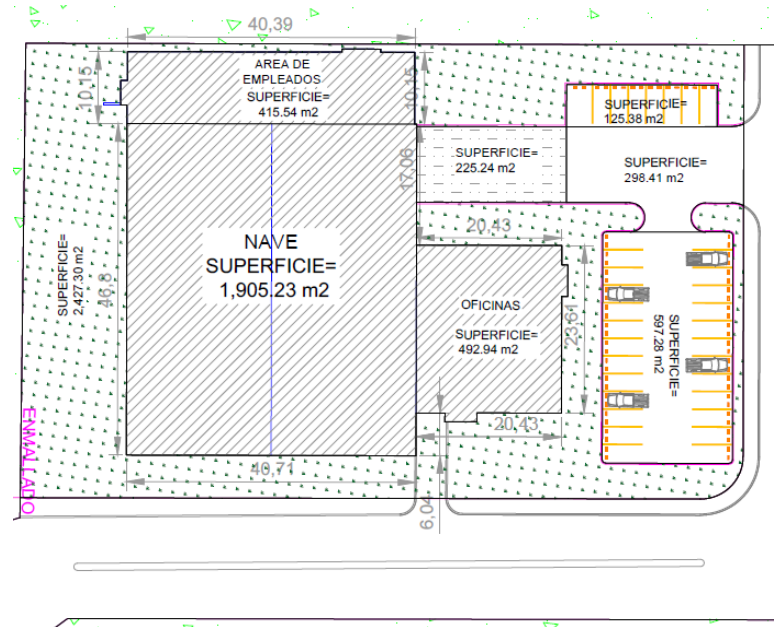 40,39
AREA DE
EMPLEADOS
SUPERFICIE=
415.54 m2
10,15
10,15
SUPERFICIE=
125.38 m2
SUPERFICIE=
225.24 m2
SUPERFICIE=
298.41 m2
17,06
20,43
NAVE
SUPERFICIE=
1,905.23 m2
SUPERFICIE=
2,427.30 m2
46,8
OFICINAS
SUPERFICIE=
492.94 m2
23,61
SUPERFICIE=
597.28 m2
ENMALLADO
20,43
40,71
6,04